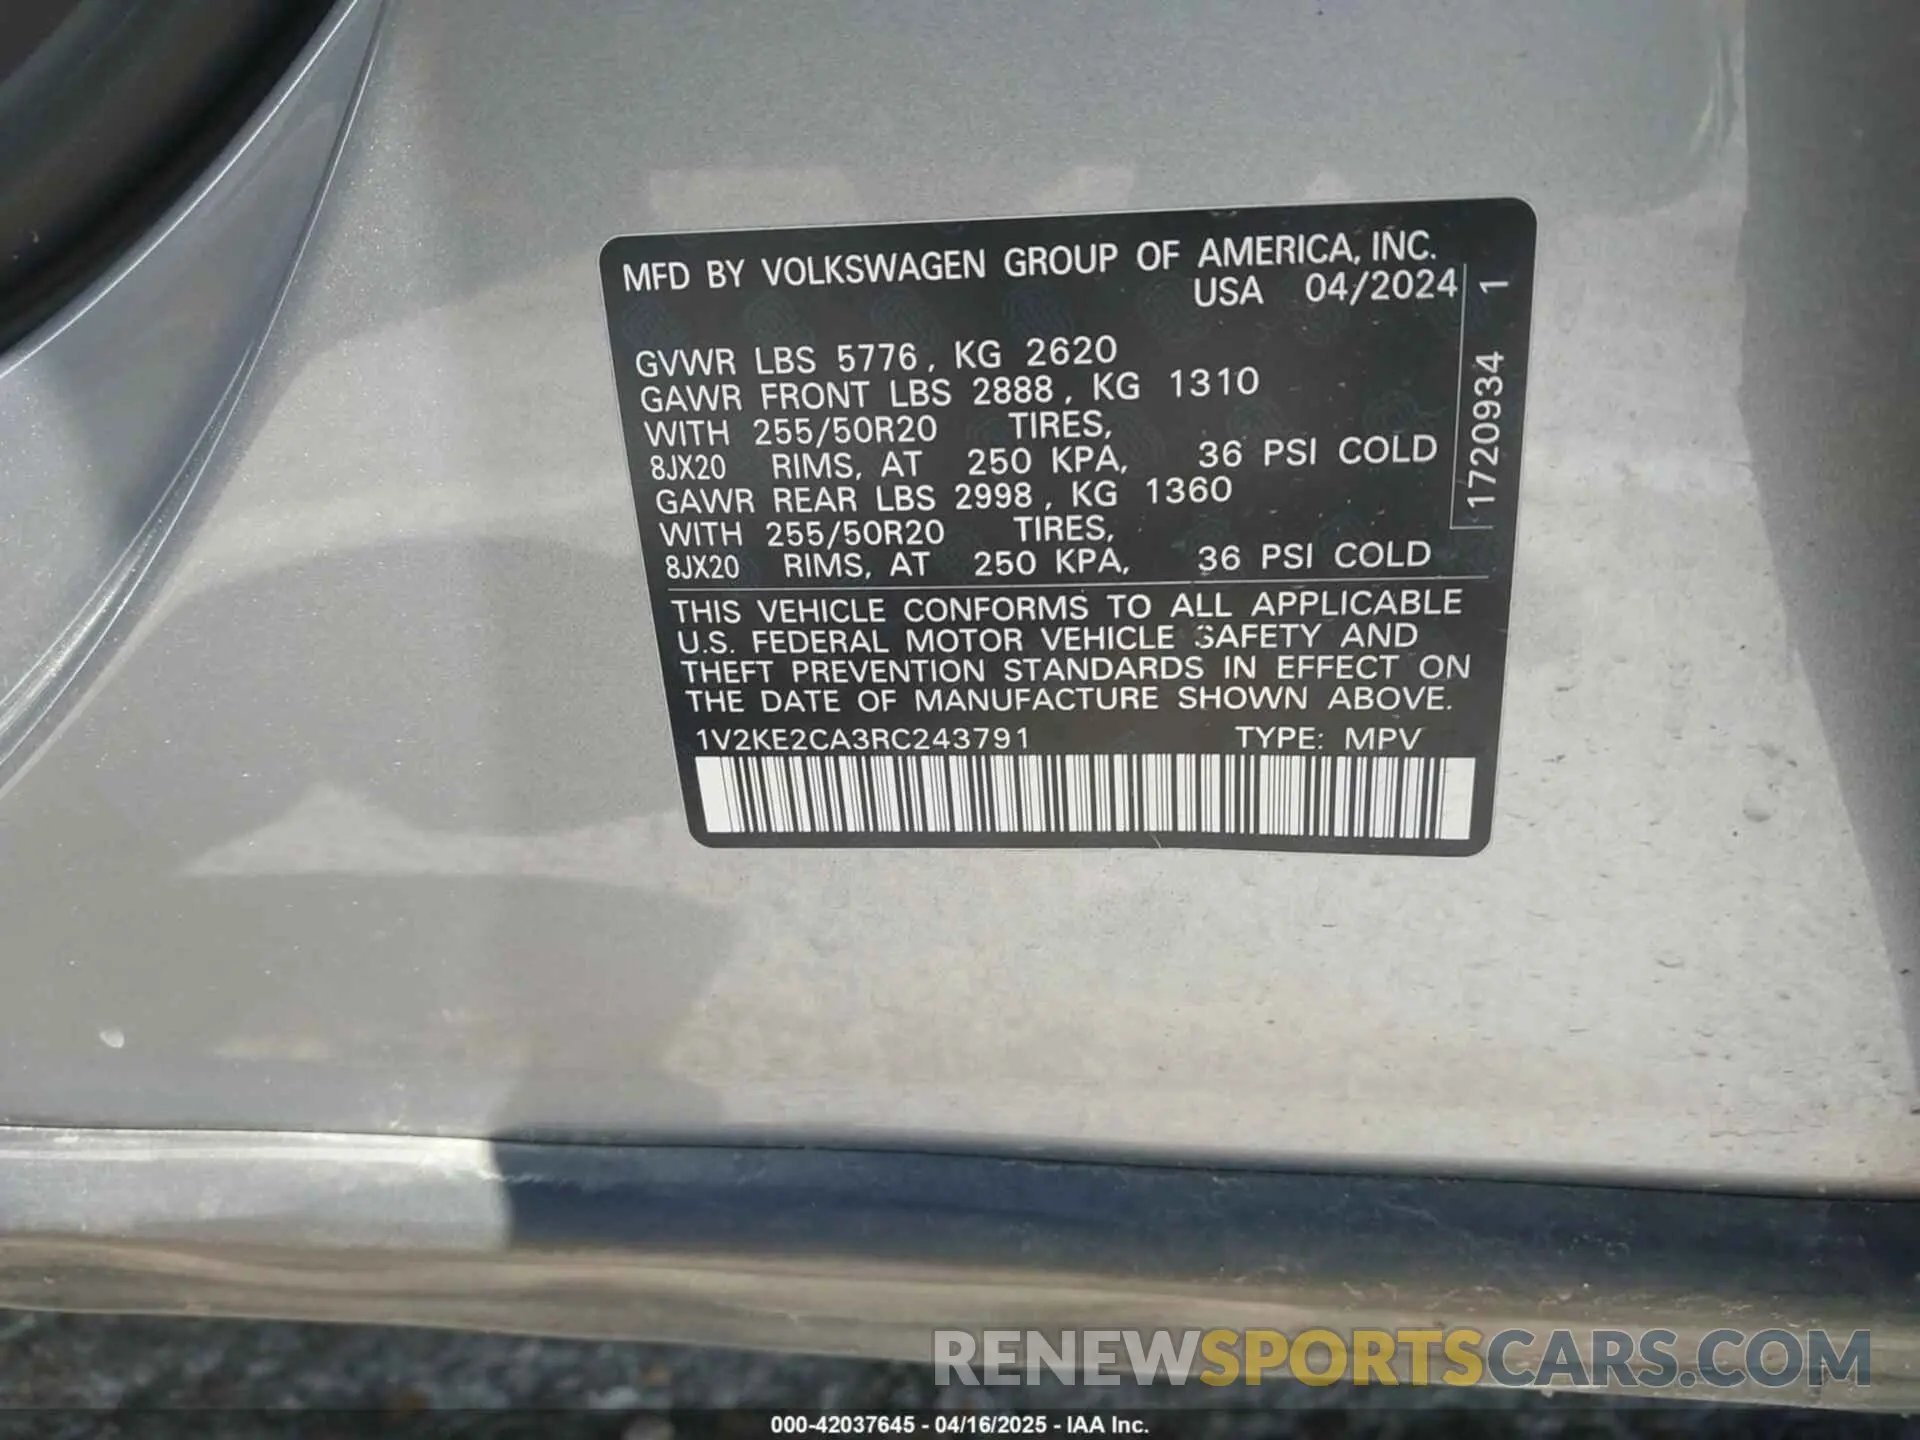 MFD BY VOLKSWAGEN GROUP OF AMERICA, INC.
USA 04/2024
GVWR LBS 5776, KG 2620
GAWR FRONT LBS 2888, KG 1310
WITH 255/50R20 TIRES,
8JX20 RIMS, AT 250 KPA, 36 PSI COLD
GAWR REAR LBS 2998, KG 1360
WITH 255/50R20 TIRES,
8JX20 RIMS, AT 250 KPA, 36 PSI COLD
1720934 1
THIS VEHICLE CONFORMS TO ALL APPLICABLE
U.S. FEDERAL MOTOR VEHICLE SAFETY AND
THEFT PREVENTION STANDARDS IN EFFECT ON
THE DATE OF MANUFACTURE SHOWN ABOVE.
1V2KE2CA3RC243791 TYPE: MPV
RENEWSPORTSCARS.COM
000-42037645 - 04/16/2025 - IAA Inc.